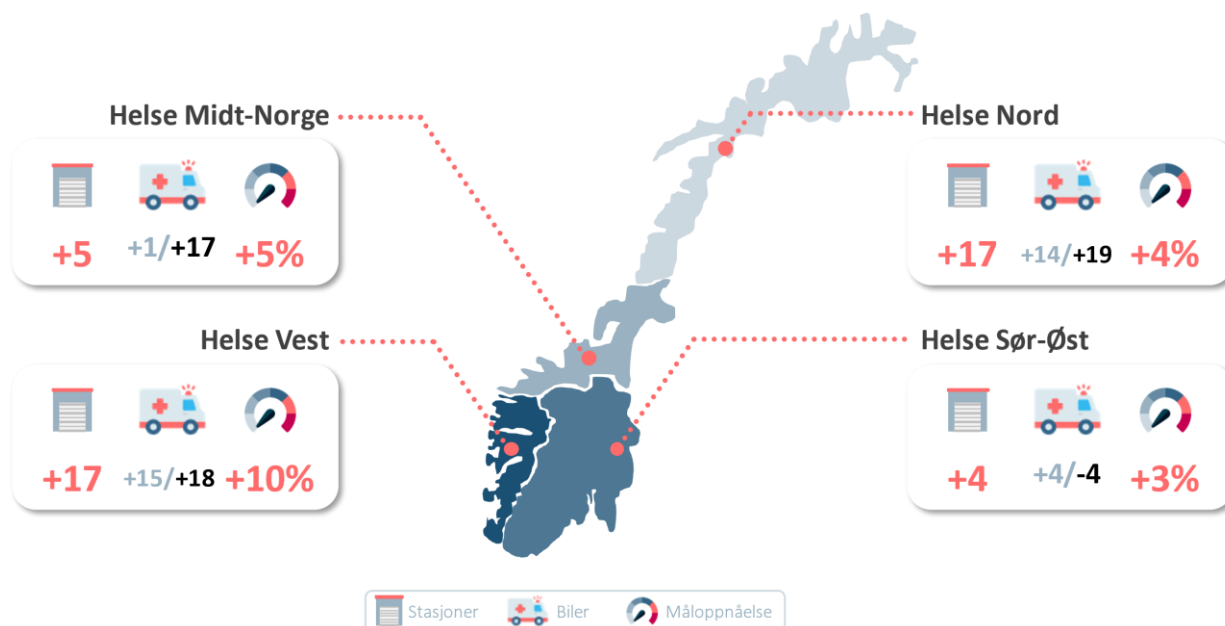 Helse Midt-Norge
+5 +1/+17 +5%
Helse Nord
+17 +14/+19 +4%
Helse Vest
+17 +15/+18 +10%
Helse Sør-Øst
+4 +4/-4 +3%
Stasjoner Biler Måloppnåelse